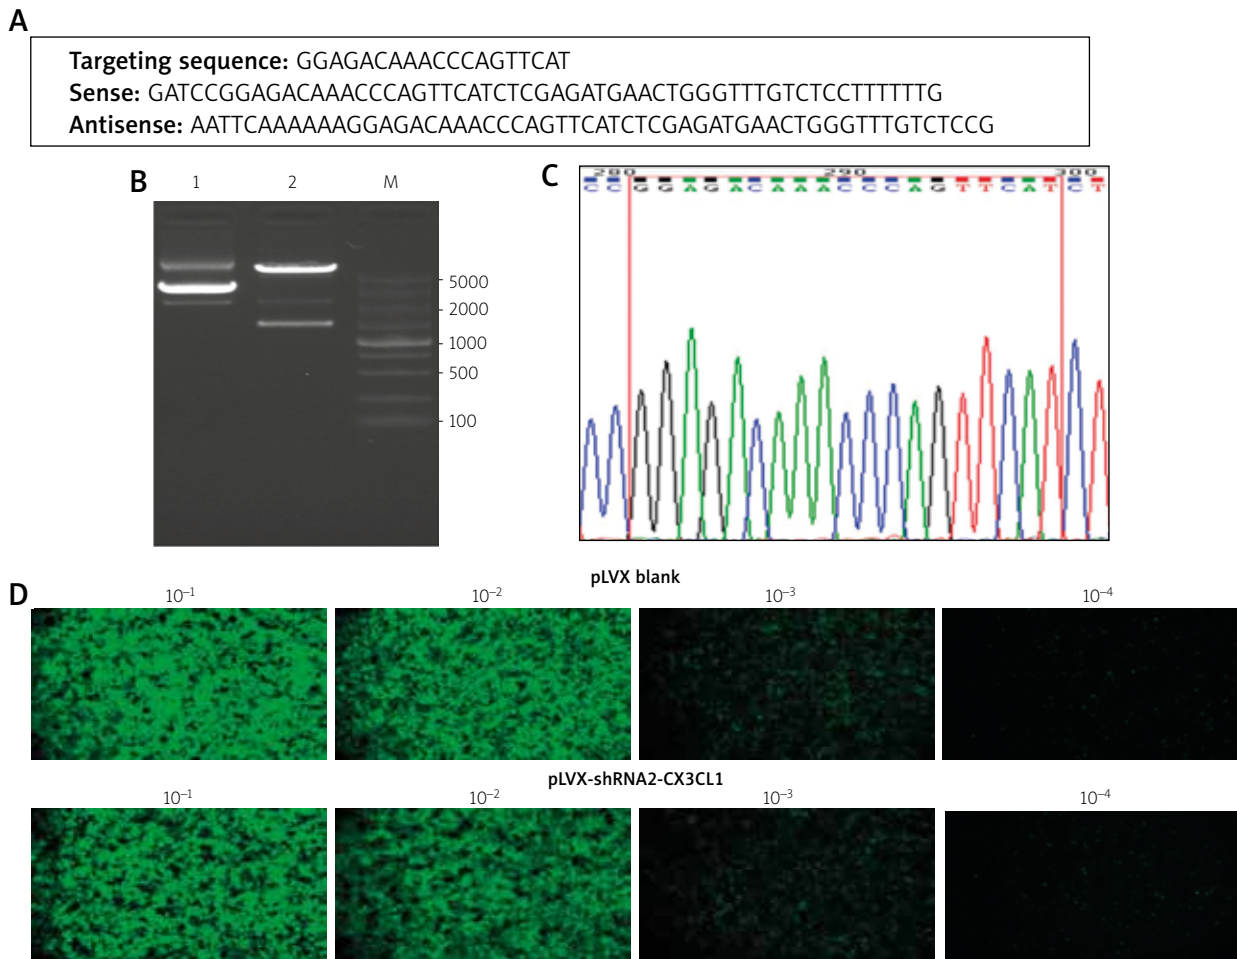 A
Targeting sequence: GGAGACAAACCCAGTTCAT
Sense: GATCCGGAGACAAACCCAGTTCATCTCGAGATGAACTGGGTTTGTCTCCTTTTTTG
Antisense: AATTCAAAAAAGGAGACAAACCCAGTTCATCTCGAGATGAACTGGGTTTGTCTCCG
B
1 2 M
5000
2000
1000
500
100
C
280 290 300
C C G G A G A C A A A C C C A G T T C A T C T
D
pLVX blank
10⁻¹ 10⁻² 10⁻³ 10⁻⁴
pLVX-shRNA2-CX3CL1
10⁻¹ 10⁻² 10⁻³ 10⁻⁴